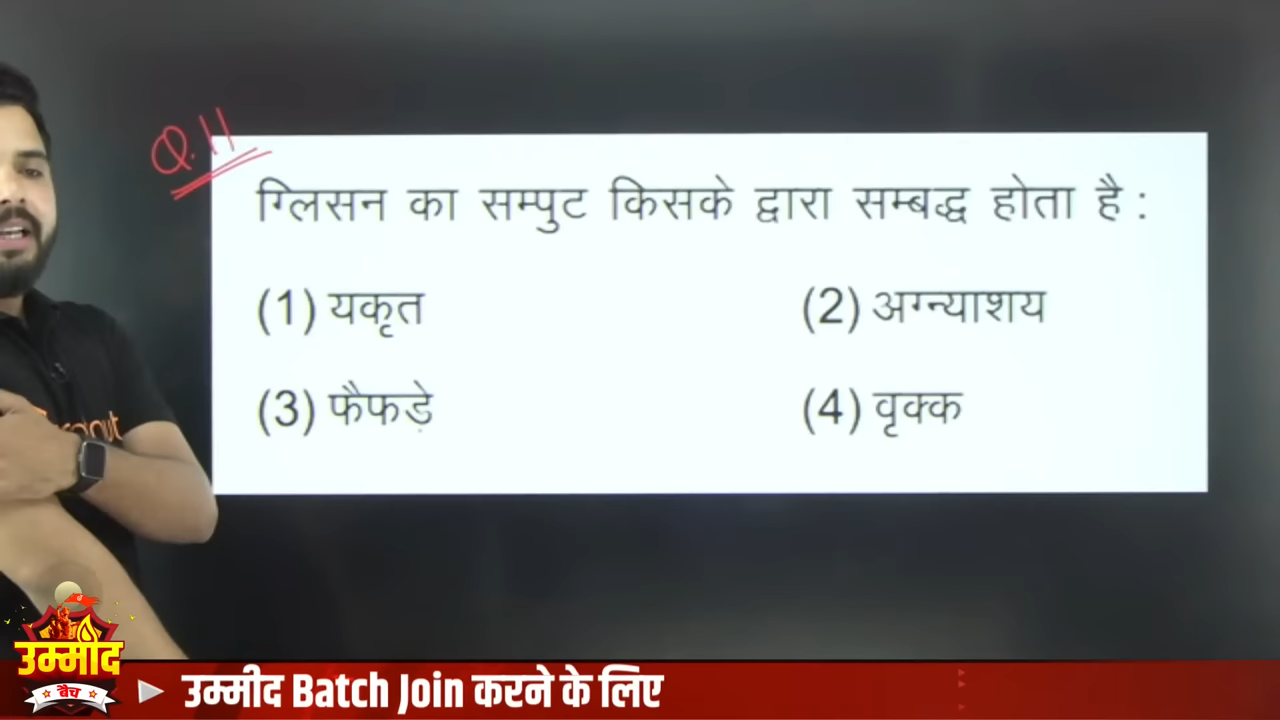 Q.11
ग्लिसन का सम्पुट किसके द्वारा सम्बद्ध होता है :
(1) यकृत (2) अग्न्याशय
(3) फैफड़े (4) वृक्क
उम्मीद
बैच
उम्मीद Batch Join करने के लिए